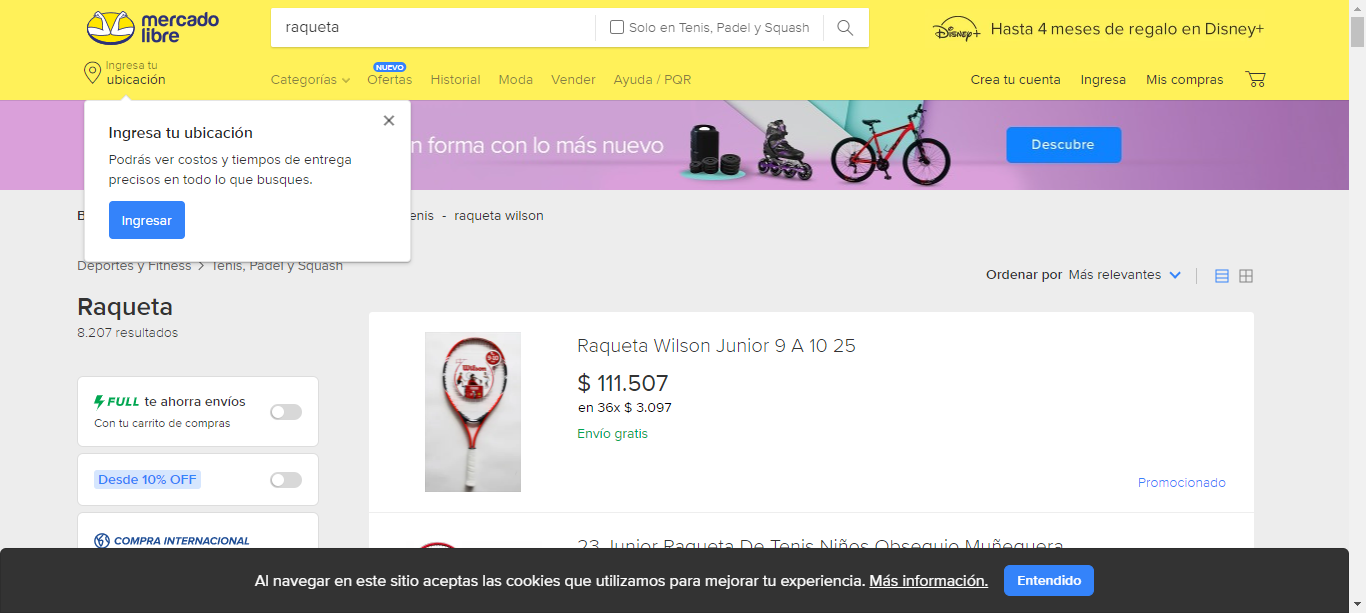 mercado
libre
raqueta
Solo en Tenis, Padel y Squash
Disney+
Hasta 4 meses de regalo en Disney+
Ingresa tu
ubicación
Categorías
NUEVO
Ofertas
Historial
Moda
Vender
Ayuda / PQR
Crea tu cuenta
Ingresa
Mis compras
Ingresa tu ubicación
Podrás ver costos y tiempos de entrega
precisos en todo lo que busques.
Ingresar
n forma con lo más nuevo
Descubre
enis - raqueta wilson
Deportes y Fitness > Tenis, Padel y Squash
Ordenar por Más relevantes
Raqueta
8.207 resultados
FULL te ahorra envíos
Con tu carrito de compras
Desde 10% OFF
COMPRA INTERNACIONAL
Wilson
Raqueta Wilson Junior 9 A 10 25
$ 111.507
en 36x $ 3.097
Envío gratis
Promocionado
23 Junior Raqueta De Tenis Niños Obsequio Muñequera
Al navegar en este sitio aceptas las cookies que utilizamos para mejorar tu experiencia. Más información.
Entendido